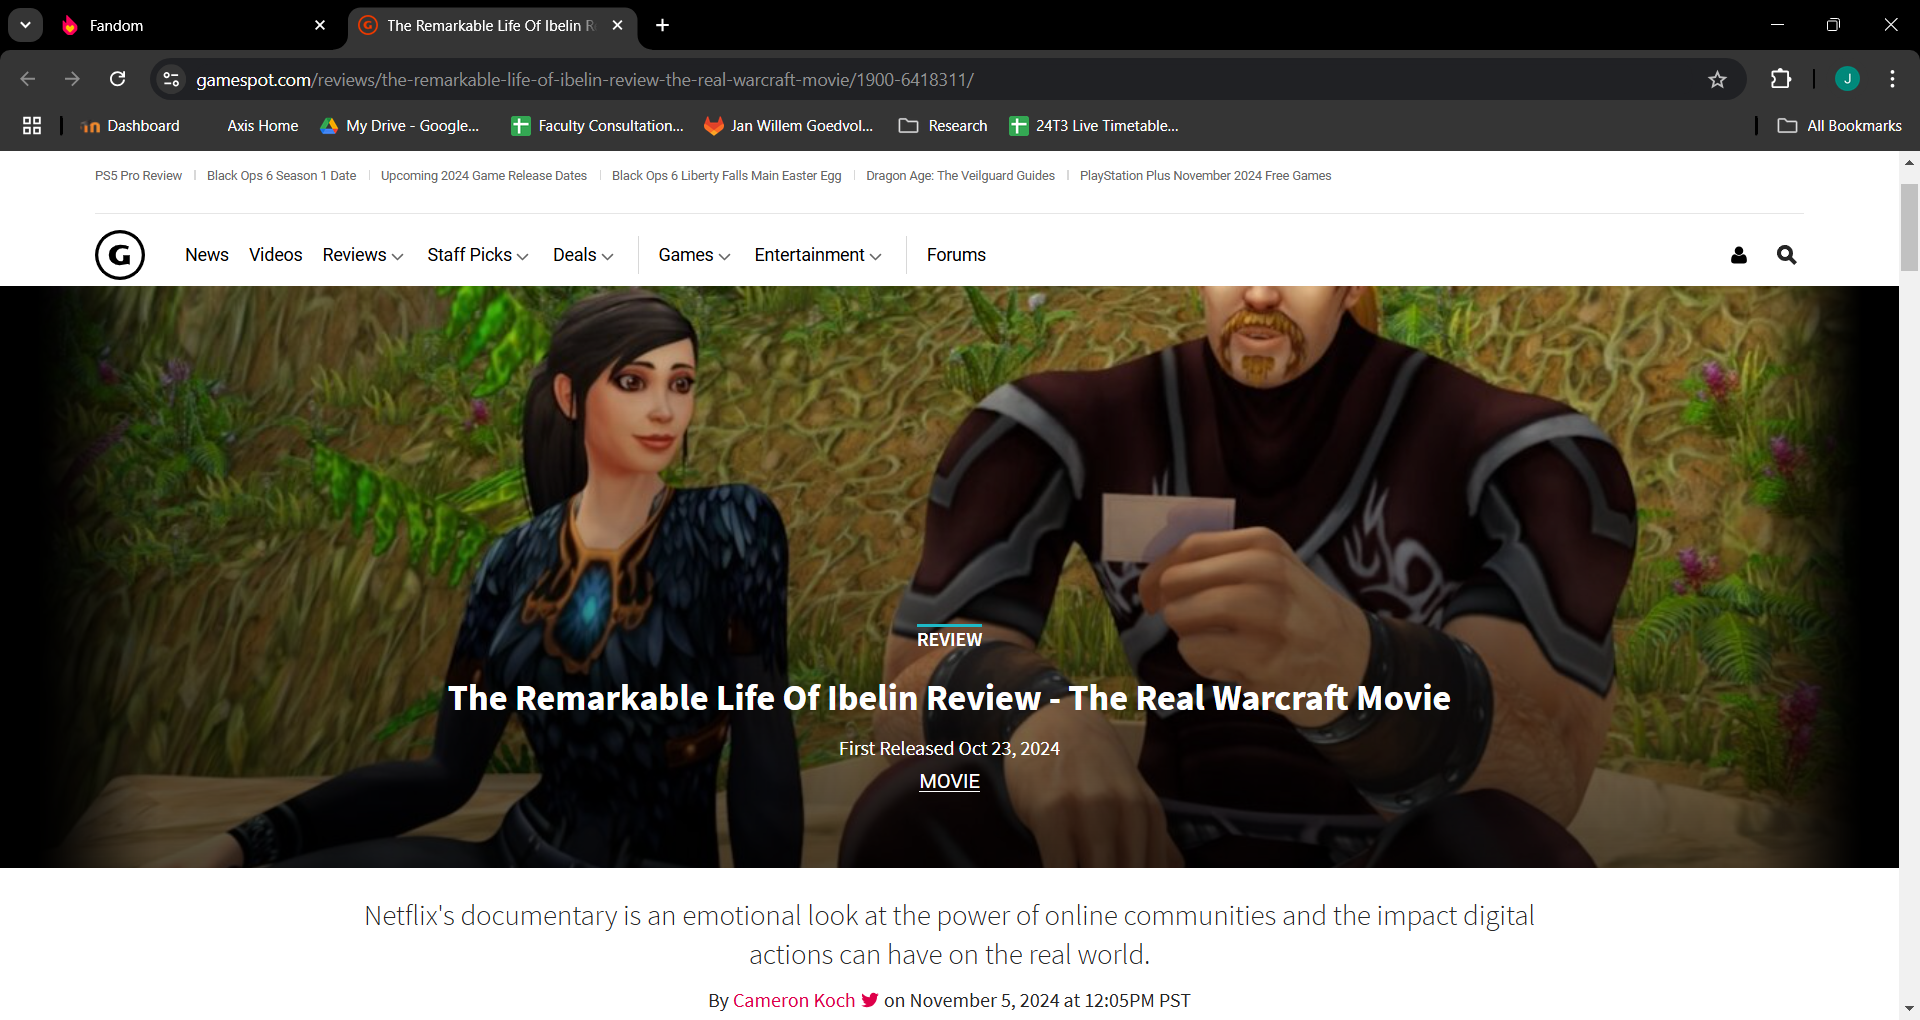 Fandom
The Remarkable Life Of Ibelin R
gamespot.com/reviews/the-remarkable-life-of-ibelin-review-the-real-warcraft-movie/1900-6418311/
J
Dashboard
Axis Home
My Drive - Google...
Faculty Consultation...
Jan Willem Goedvol...
Research
24T3 Live Timetable...
All Bookmarks
PS5 Pro Review
Black Ops 6 Season 1 Date
Upcoming 2024 Game Release Dates
Black Ops 6 Liberty Falls Main Easter Egg
Dragon Age: The Veilguard Guides
PlayStation Plus November 2024 Free Games
G
News
Videos
Reviews
Staff Picks
Deals
Games
Entertainment
Forums
REVIEW
The Remarkable Life Of Ibelin Review - The Real Warcraft Movie
First Released Oct 23, 2024
MOVIE
Netflix's documentary is an emotional look at the power of online communities and the impact digital
actions can have on the real world.
By Cameron Koch on November 5, 2024 at 12:05PM PST